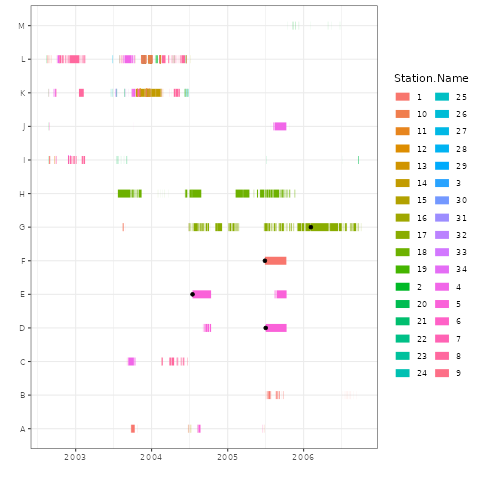 M
L
K
J
I
H
G
F
E
D
C
B
A
2003 2004 2005 2006
Station.Name
1 25
10 26
11 27
12 28
13 29
14 3
15 30
16 31
17 32
18 33
19 34
2 4
20 5
21 6
22 7
23 8
24 9